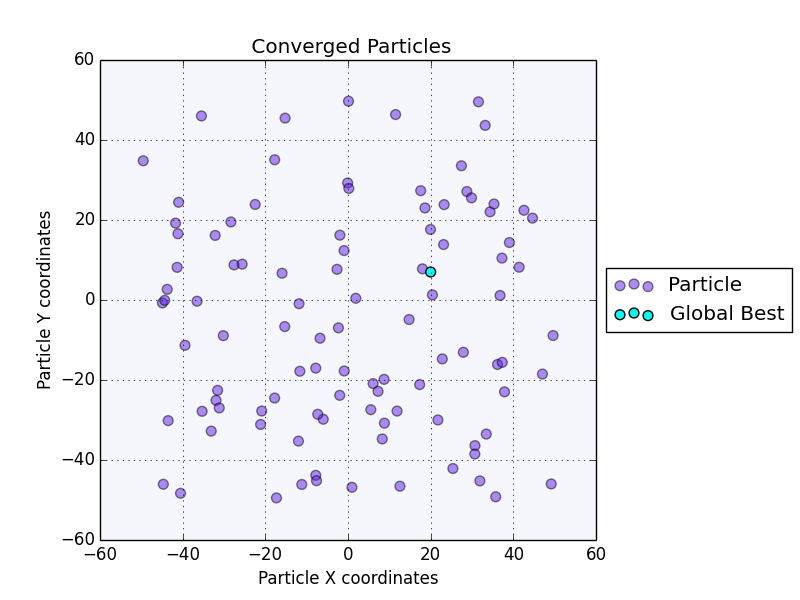 Converged Particles
60
40
20
0
−20
−40
−60
−60 −40 −20 0 20 40 60
Particle X coordinates
Particle Y coordinates
Particle
Global Best